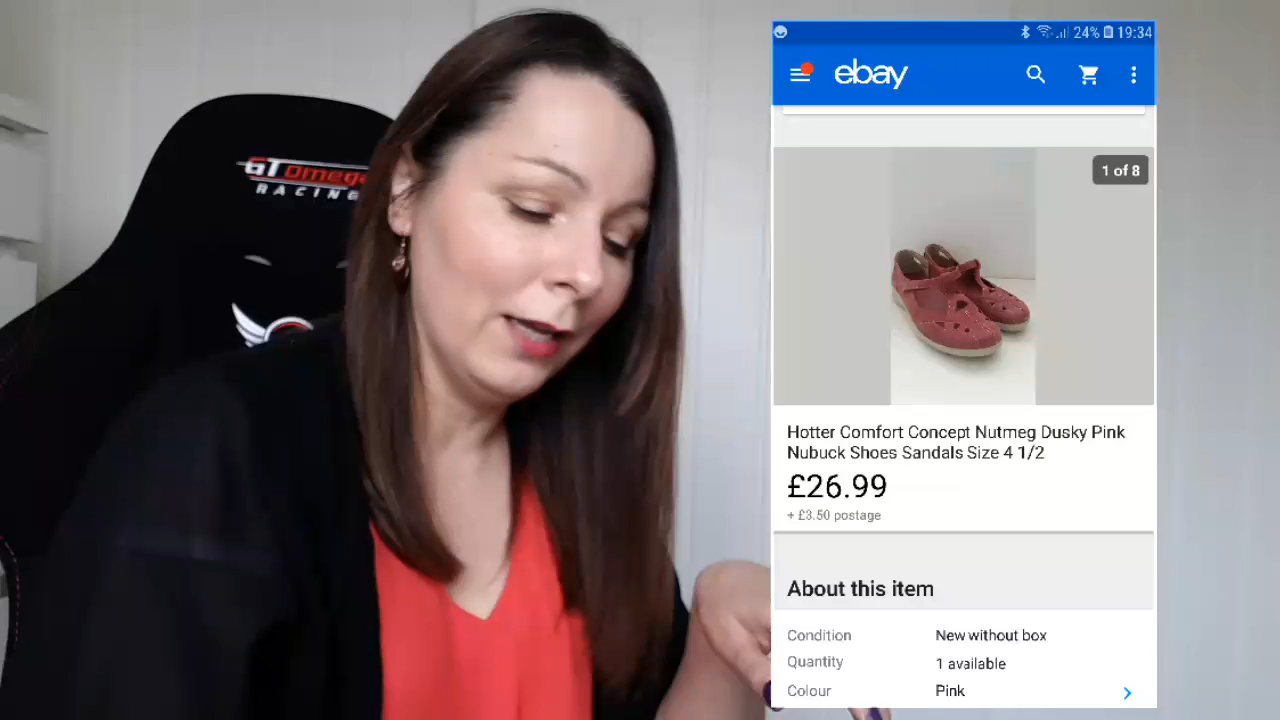 GT Omega
RACING
24% 19:34
ebay
1 of 8
Hotter Comfort Concept Nutmeg Dusky Pink
Nubuck Shoes Sandals Size 4 1/2
£26.99
+ £3.50 postage
About this item
Condition New without box
Quantity 1 available
Colour Pink